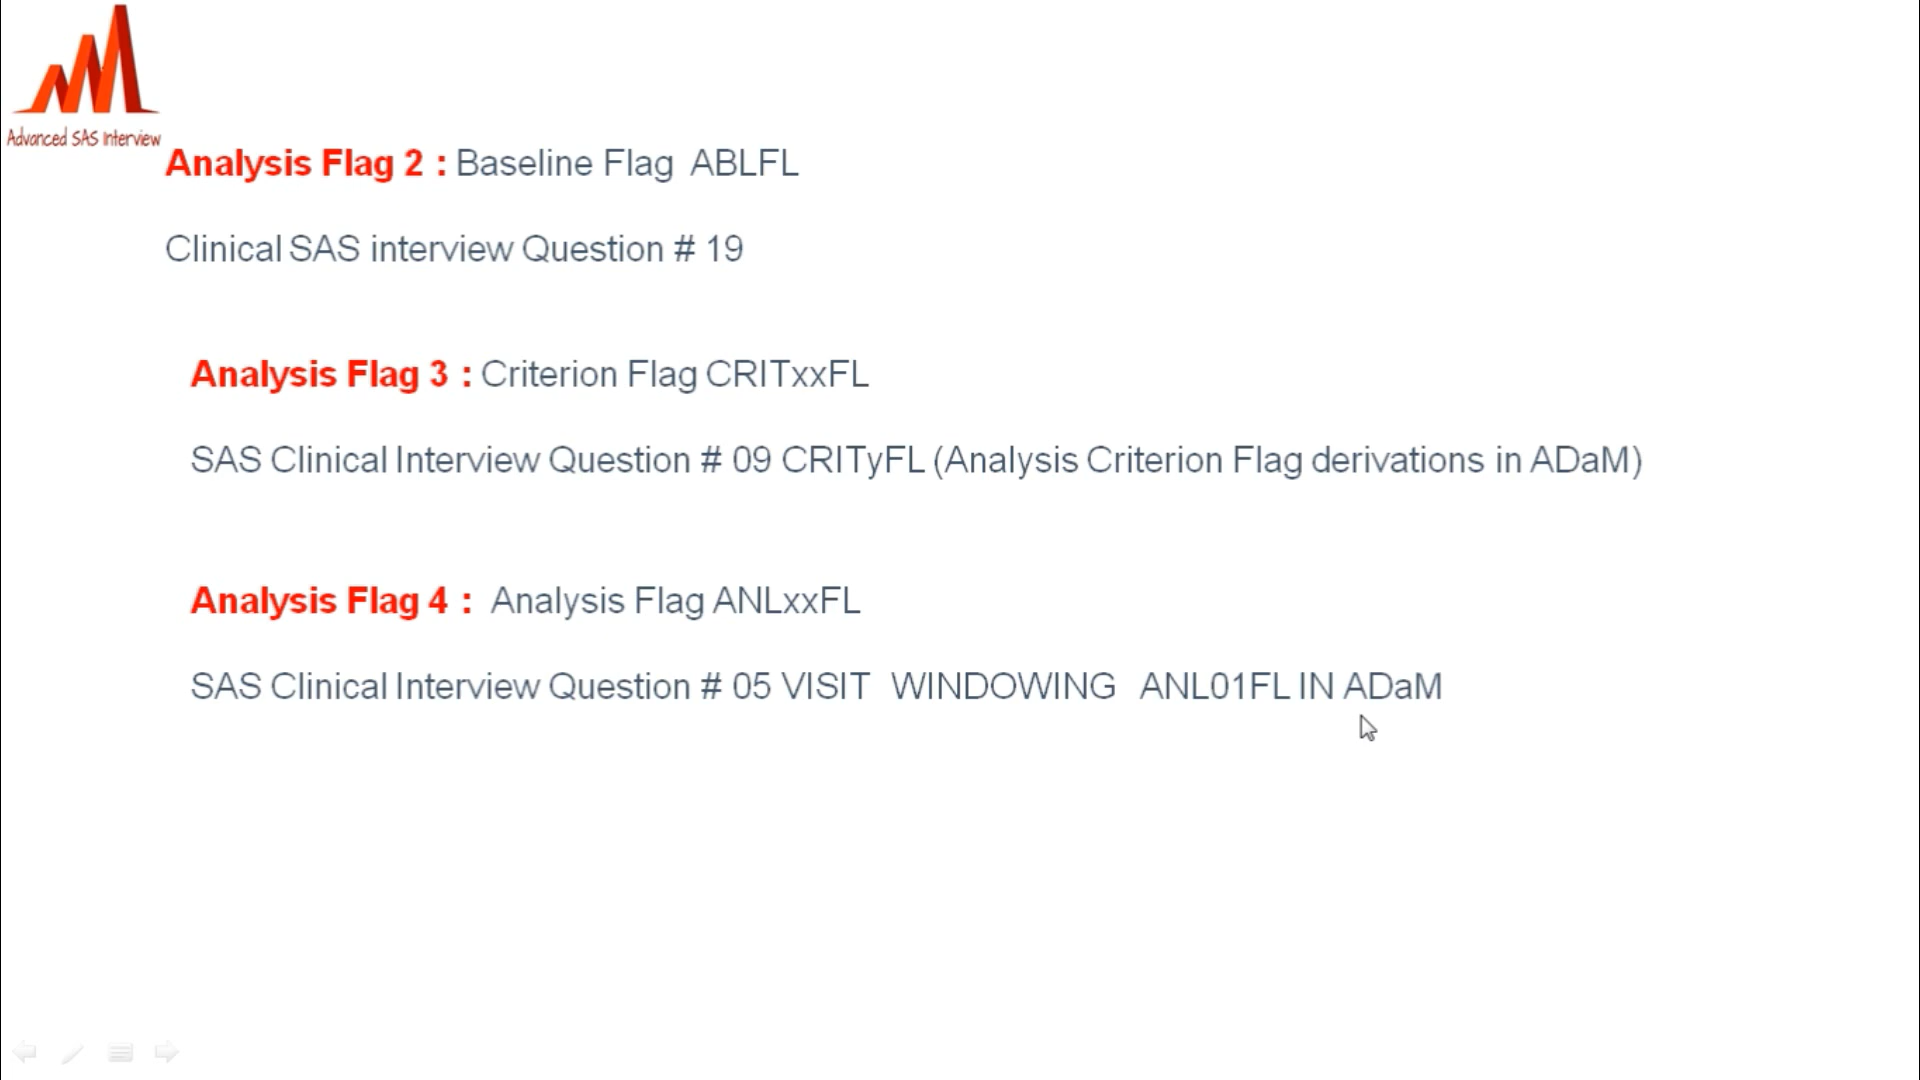 Advanced SAS Interview
Analysis Flag 2 : Baseline Flag ABLFL
Clinical SAS interview Question # 19
Analysis Flag 3 : Criterion Flag CRITxxFL
SAS Clinical Interview Question # 09 CRITyFL (Analysis Criterion Flag derivations in ADaM)
Analysis Flag 4 : Analysis Flag ANLxxFL
SAS Clinical Interview Question # 05 VISIT WINDOWING ANL01FL IN ADaM